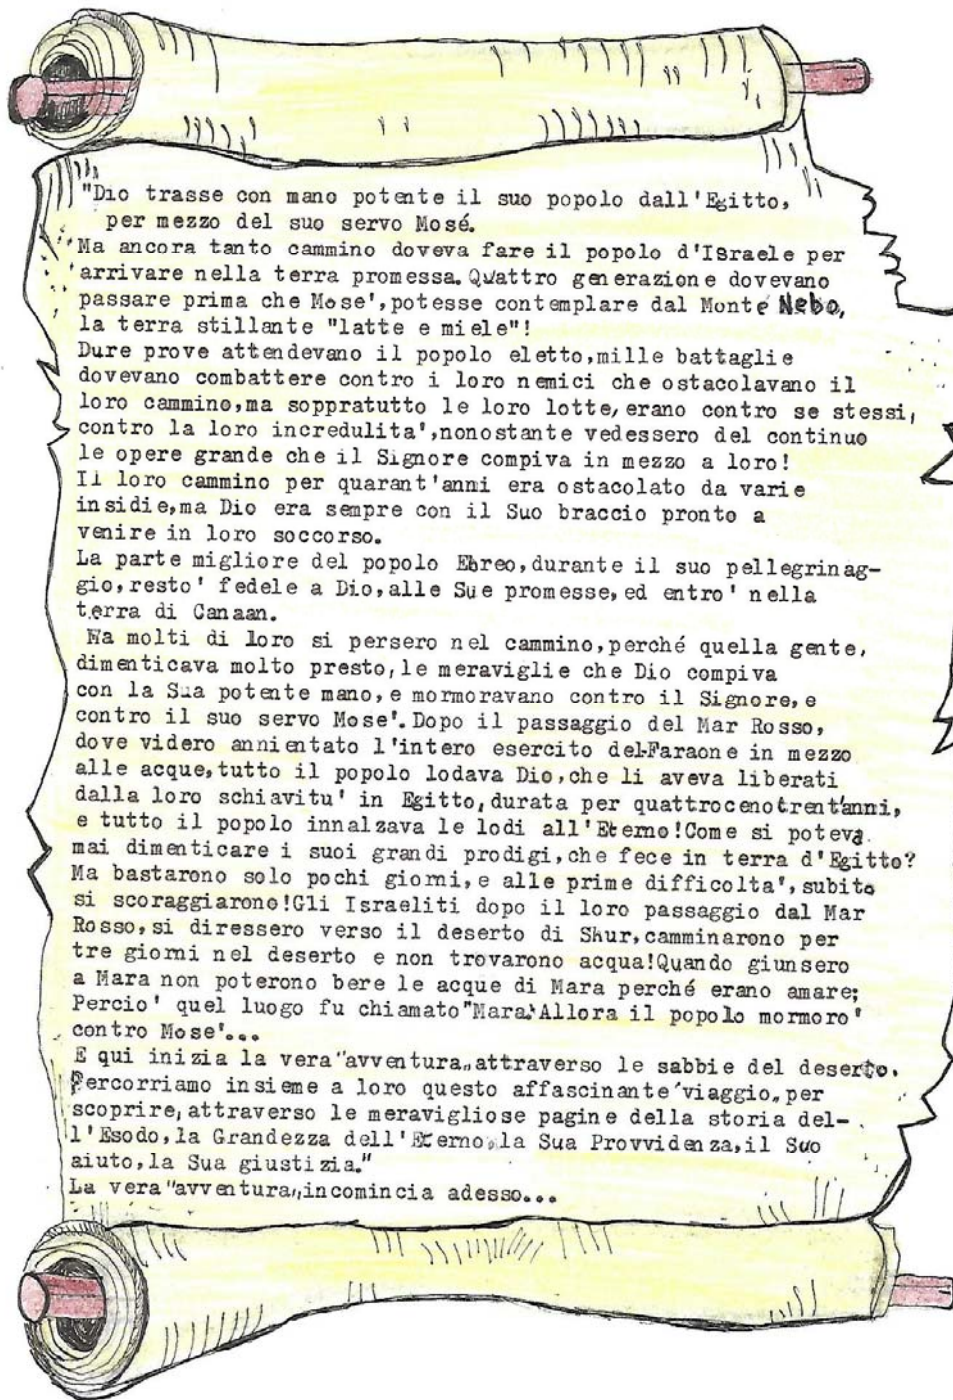 "Dio trasse con mano potente il suo popolo dall'Egitto,
per mezzo del suo servo Mosé.
Ma ancora tanto cammino doveva fare il popolo d'Israele per
arrivare nella terra promessa. Quattro generazione dovevano
passare prima che Mose', potesse contemplare dal Monte Nebo,
la terra stillante "latte e miele"!
Dure prove attendevano il popolo eletto, mille battaglie
dovevano combattere contro i loro nemici che ostacolavano il
loro cammino, ma soppratutto le loro lotte, erano contro se stessi,
contro la loro incredulita', nonostante vedessero del continuo
le opere grande che il Signore compiva in mezzo a loro!
Il loro cammino per quarant'anni era ostacolato da varie
insidie, ma Dio era sempre con il Suo braccio pronto a
venire in loro soccorso.
La parte migliore del popolo Ebreo, durante il suo pellegrinag-
gio, resto' fedele a Dio, alle Sue promesse, ed entro' nella
terra di Canaan.
Ma molti di loro si persero nel cammino, perché quella gente,
dimenticava molto presto, le meraviglie che Dio compiva
con la Sua potente mano, e mormoravano contro il Signore, e
contro il suo servo Mose'. Dopo il passaggio del Mar Rosso,
dove videro annientato l'intero esercito del Faraone in mezzo
alle acque, tutto il popolo lodava Dio, che li aveva liberati
dalla loro schiavitu' in Egitto, durata per quattrocenotrent'anni,
e tutto il popolo innalzava le lodi all'Eterno! Come si poteva
mai dimenticare i suoi grandi prodigi, che fece in terra d'Egitto?
Ma bastarono solo pochi giorni, e alle prime difficolta', subito
si scoraggiarono! Gli Israeliti dopo il loro passaggio dal Mar
Rosso, si diressero verso il deserto di Shur, camminarono per
tre giorni nel deserto e non trovarono acqua! Quando giunsero
a Mara non poterono bere le acque di Mara perché erano amare;
Percio' quel luogo fu chiamato "Mara". Allora il popolo mormoro'
contro Mose'...
E qui inizia la vera "avventura,, attraverso le sabbie del deserto.
Percorriamo insieme a loro questo affascinante viaggio, per
scoprire, attraverso le meravigliose pagine della storia del-
l'Esodo, la Grandezza dell'Eterno, la Sua Provvidenza, il Suo
aiuto, la Sua giustizia."
La vera "avventura,, incomincia adesso...